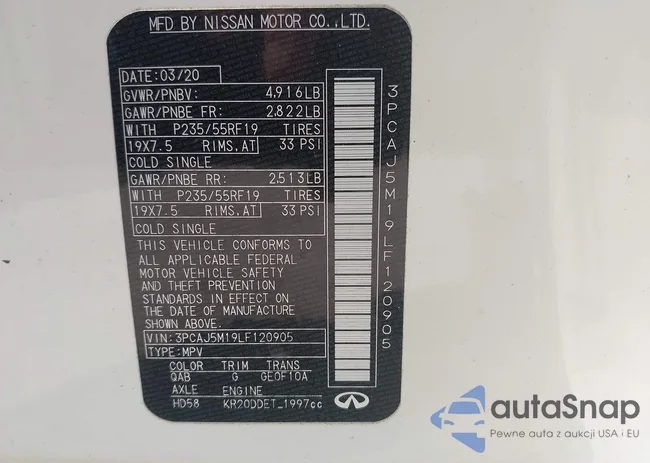 MFD BY NISSAN MOTOR CO.,LTD.
DATE:03/20
GVWR/PNBV: 4,916LB
GAWR/PNBE FR: 2,822LB
WITH P235/55RF19 TIRES
19X7.5 RIMS.AT 33 PSI
COLD SINGLE
GAWR/PNBE RR: 2,513LB
WITH P235/55RF19 TIRES
19X7.5 RIMS.AT 33 PSI
COLD SINGLE
THIS VEHICLE CONFORMS TO
ALL APPLICABLE FEDERAL
MOTOR VEHICLE SAFETY
AND THEFT PREVENTION
STANDARDS IN EFFECT ON
THE DATE OF MANUFACTURE
SHOWN ABOVE.
VIN:3PCAJ5M19LF120905
TYPE:MPV
COLOR TRIM TRANS
QAB G GE0F10A
AXLE ENGINE
HD58 KR20DDET_1997cc
3PCAJ5M19LF120905
autaSnap
Pewne auta z aukcji USA i EU